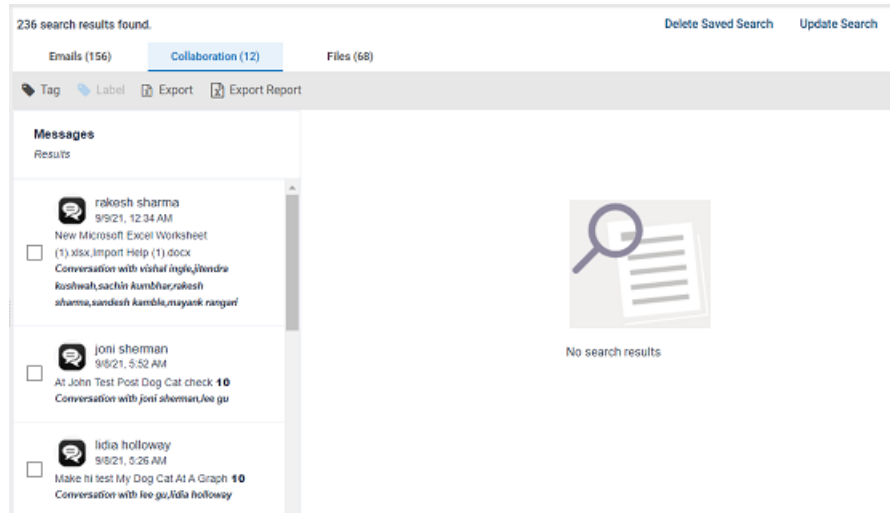 236 search results found.
Delete Saved Search Update Search
Emails (156) Collaboration (12) Files (68)
Tag Label Export Export Report
Messages
Results
rakesh sharma
9/9/21, 12:34 AM
New Microsoft Excel Worksheet
(1).xlsx,Import Help (1).docx
Conversation with vishal ingle,jitendra
kushwah,sachin kumbhar,rakesh
sharma,sandesh kamble,mayank rangari
joni sherman
9/8/21, 5:52 AM
At John Test Post Dog Cat check 10
Conversation with joni sherman,lee gu
lidia holloway
9/8/21, 5:26 AM
Make hi test My Dog Cat At A Graph 10
Conversation with lee gu,lidia holloway
No search results